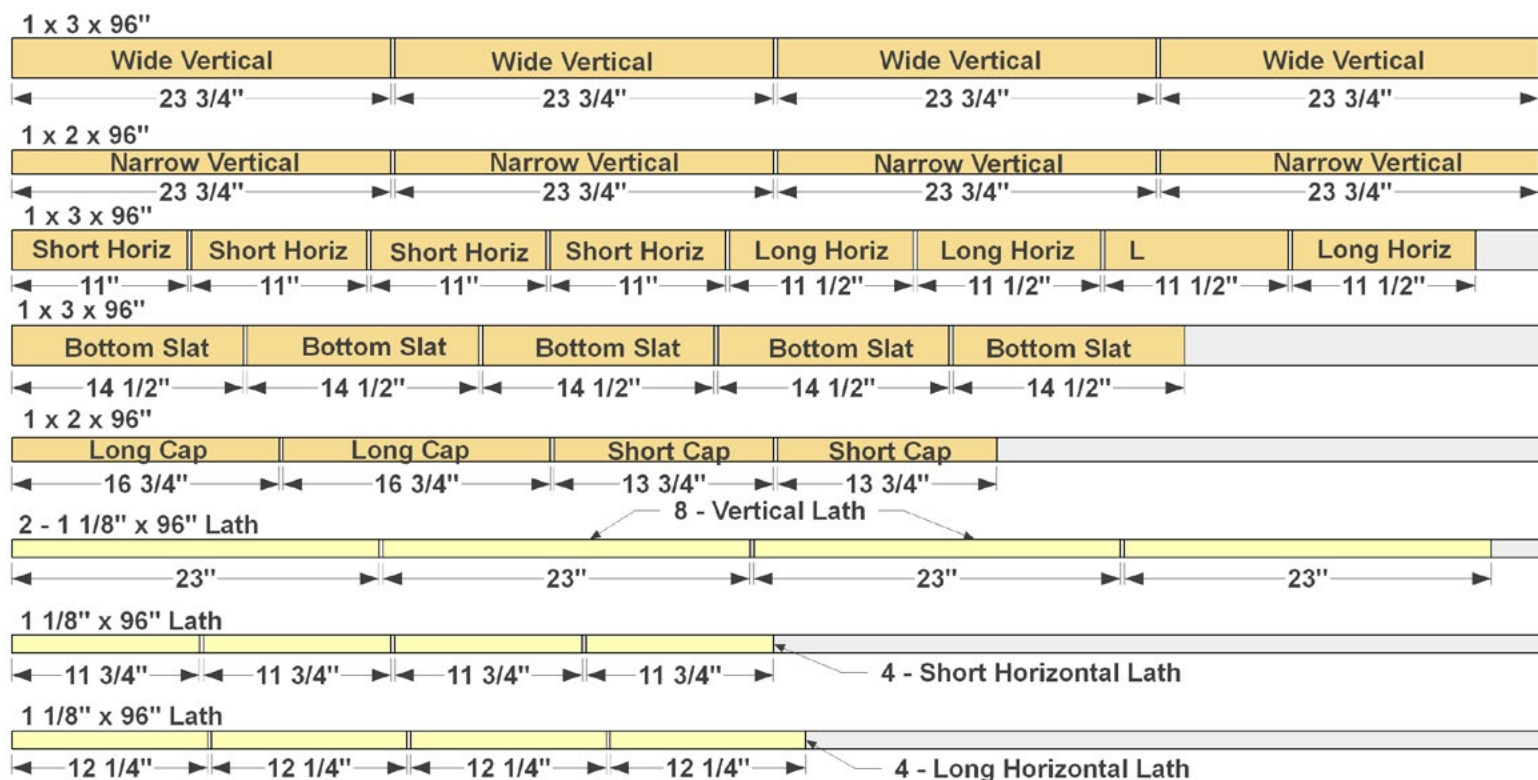 1 x 3 x 96"
Wide Vertical Wide Vertical Wide Vertical Wide Vertical
23 3/4" 23 3/4" 23 3/4" 23 3/4"
1 x 2 x 96"
Narrow Vertical Narrow Vertical Narrow Vertical Narrow Vertical
23 3/4" 23 3/4" 23 3/4" 23 3/4"
1 x 3 x 96"
Short Horiz Short Horiz Short Horiz Short Horiz Long Horiz Long Horiz L Long Horiz
11" 11" 11" 11" 11 1/2" 11 1/2" 11 1/2" 11 1/2"
1 x 3 x 96"
Bottom Slat Bottom Slat Bottom Slat Bottom Slat Bottom Slat
14 1/2" 14 1/2" 14 1/2" 14 1/2" 14 1/2"
1 x 2 x 96"
Long Cap Long Cap Short Cap Short Cap
16 3/4" 16 3/4" 13 3/4" 13 3/4"
2 - 1 1/8" x 96" Lath 8 - Vertical Lath
23" 23" 23" 23"
1 1/8" x 96" Lath
11 3/4" 11 3/4" 11 3/4" 11 3/4" 4 - Short Horizontal Lath
1 1/8" x 96" Lath
12 1/4" 12 1/4" 12 1/4" 12 1/4" 4 - Long Horizontal Lath